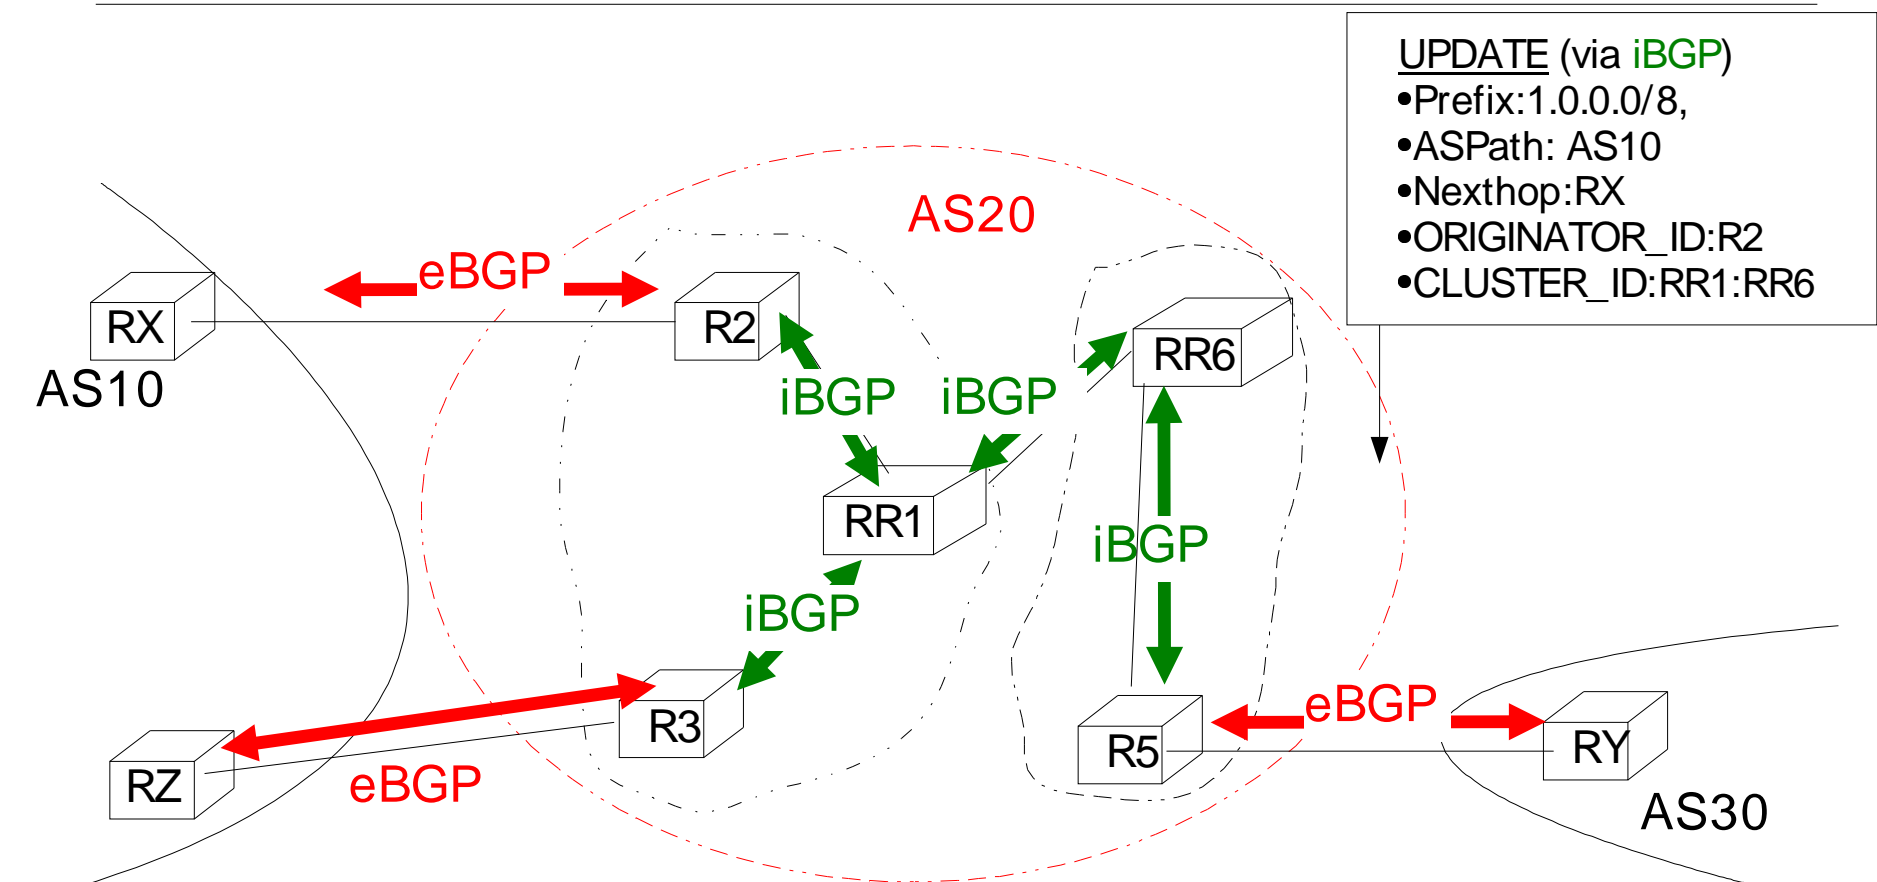 UPDATE (via iBGP)
•Prefix:1.0.0.0/8,
•ASPath: AS10
•Nexthop:RX
•ORIGINATOR_ID:R2
•CLUSTER_ID:RR1:RR6
AS20
eBGP
RX
R2
RR6
AS10
iBGP
iBGP
RR1
iBGP
iBGP
R3
eBGP
R5
RY
RZ
eBGP
AS30